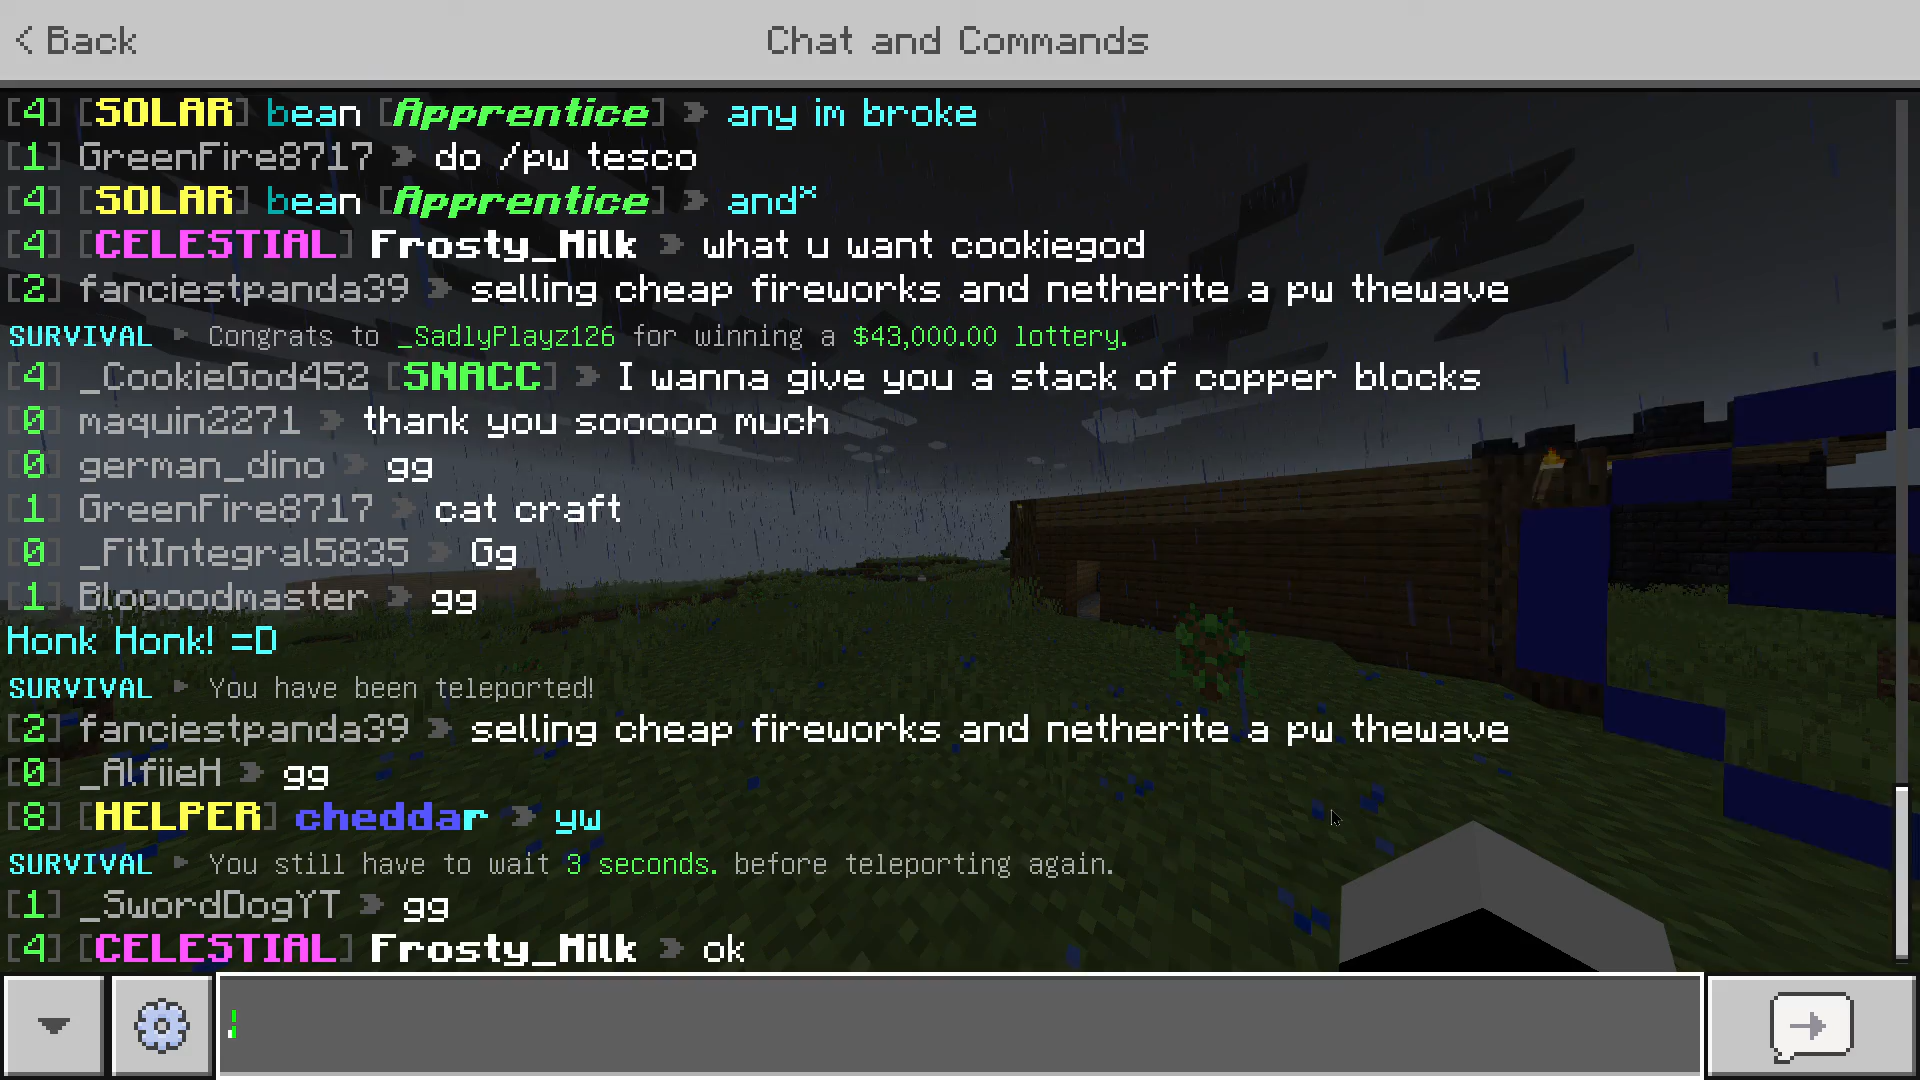 < Back
Chat and Commands
[4] [SOLAR] bean [Apprentice] > any im broke
[1] GreenFire8717 > do /pw tesco
[4] [SOLAR] bean [Apprentice] > and*
[4] [CELESTIAL] Frosty_Milk > what u want cookiegod
[2] fanciestpanda39 > selling cheap fireworks and netherite a pw thewave
SURVIVAL ▸ Congrats to _SadlyPlayz126 for winning a $43,000.00 lottery.
[4] _CookieGod452 [SNACC] > I wanna give you a stack of copper blocks
[0] maquin2271 > thank you sooooo much
[0] german_dino > gg
[1] GreenFire8717 > cat craft
[0] _FitIntegral5835 > Gg
[1] Bloooodmaster > gg
Honk Honk! =D
SURVIVAL ▸ You have been teleported!
[2] fanciestpanda39 > selling cheap fireworks and netherite a pw thewave
[0] _AlfiieH > gg
[8] [HELPER] cheddar > yw
SURVIVAL ▸ You still have to wait 3 seconds. before teleporting again.
[1] _SwordDogYT > gg
[4] [CELESTIAL] Frosty_Milk > ok